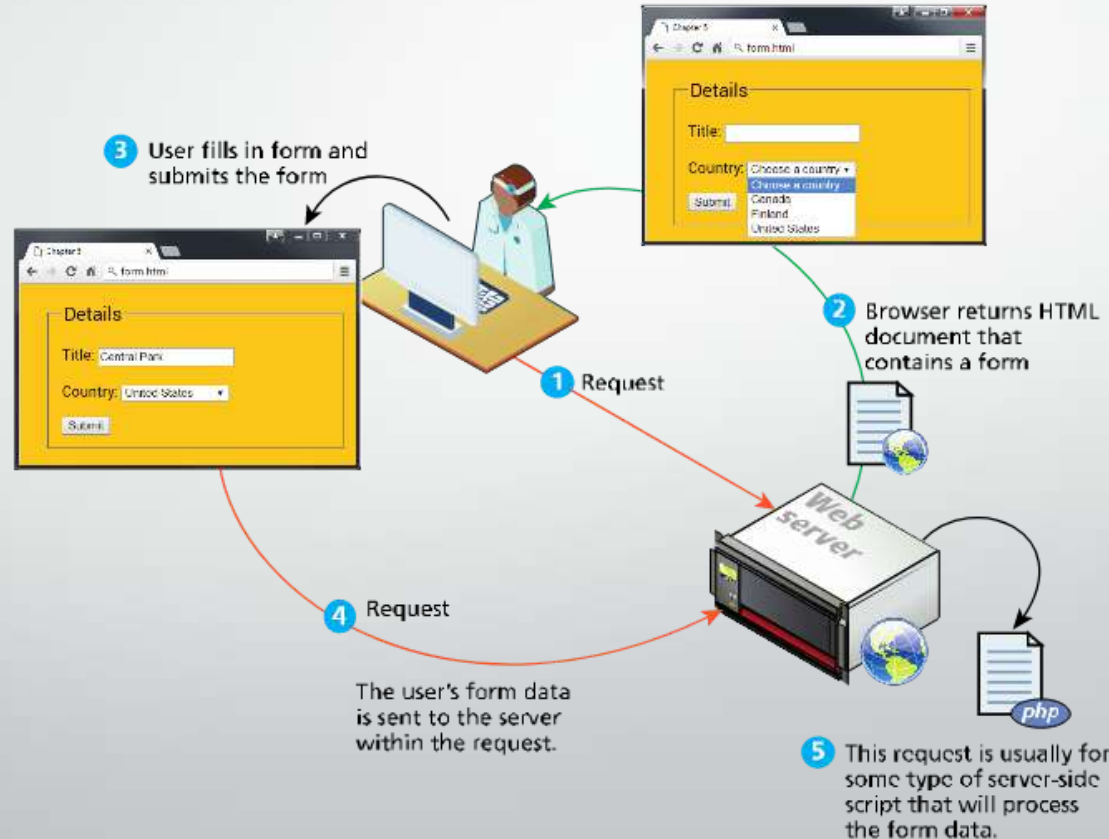 Chapter 5
form.html
Details
Title:
Country: Choose a country
Choose a country
Submit
Canada
Finland
United States
3 User fills in form and
submits the form
Chapter 5
form.html
Details
Title: Central Park
Country: United States
Submit
1 Request
2 Browser returns HTML
document that
contains a form
Web
server
4 Request
The user's form data
is sent to the server
within the request.
php
5 This request is usually for
some type of server-side
script that will process
the form data.